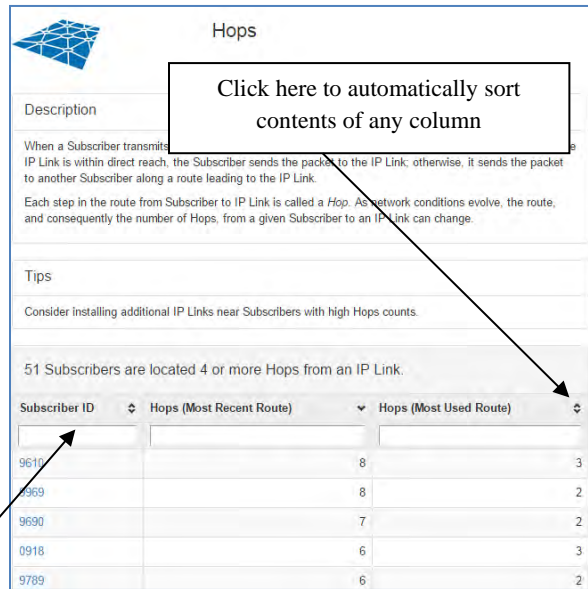 Hops
Click here to automatically sort
contents of any column
Description
When a Subscriber transmits
IP Link is within direct reach, the Subscriber sends the packet to the IP Link; otherwise, it sends the packet
to another Subscriber along a route leading to the IP Link.
Each step in the route from Subscriber to IP Link is called a Hop. As network conditions evolve, the route,
and consequently the number of Hops, from a given Subscriber to an IP Link can change.
Tips
Consider installing additional IP Links near Subscribers with high Hops counts.
51 Subscribers are located 4 or more Hops from an IP Link.
Subscriber ID Hops (Most Recent Route) Hops (Most Used Route)
9610 8 3
9969 8 2
9690 7 2
0918 6 3
9789 6 2